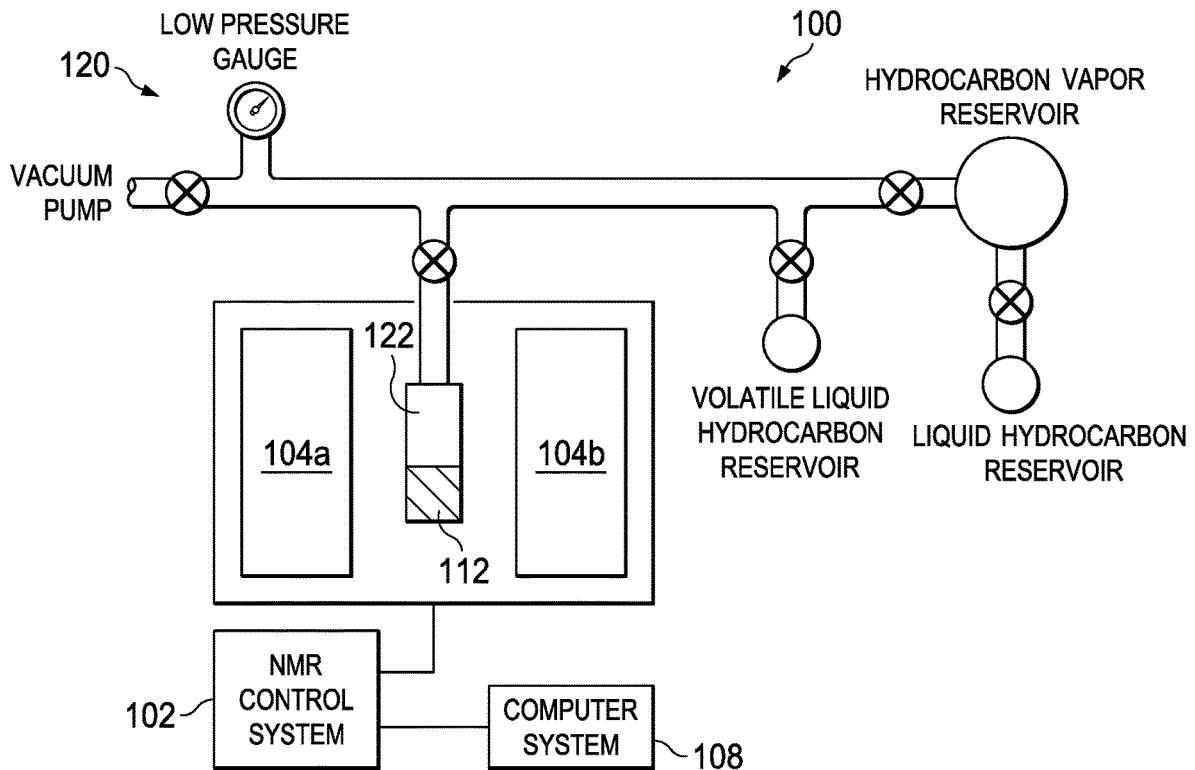 LOW PRESSURE
GAUGE
120
100
HYDROCARBON VAPOR
RESERVOIR
VACUUM
PUMP
122
104a
104b
112
VOLATILE LIQUID
HYDROCARBON
RESERVOIR
LIQUID HYDROCARBON
RESERVOIR
NMR
CONTROL
SYSTEM
102
COMPUTER
SYSTEM
108